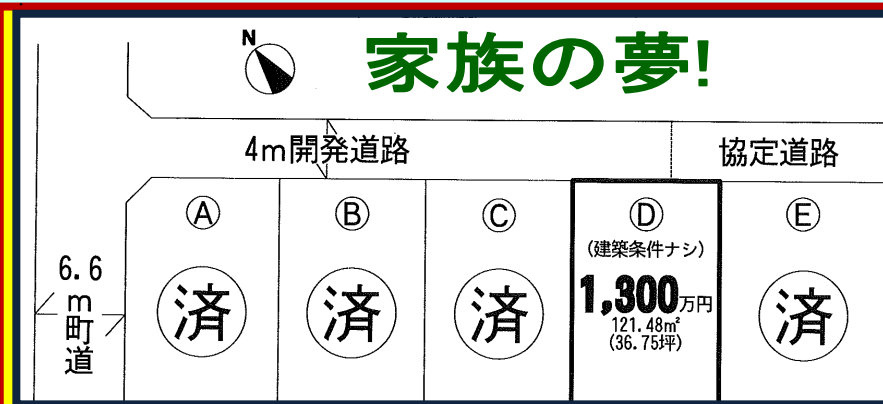 N
家族の夢!
4m開発道路
協定道路
Ⓐ
Ⓑ
Ⓒ
Ⓓ
Ⓔ
(建築条件ナシ)
1,300万円
121.48㎡
(36.75坪)
済
済
済
済
6.6
m
町
道